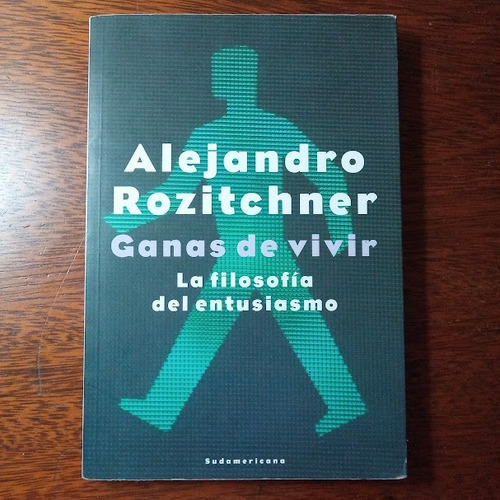 Alejandro
Rozitchner
Ganas de vivir
La filosofía
del entusiasmo
Sudamericana